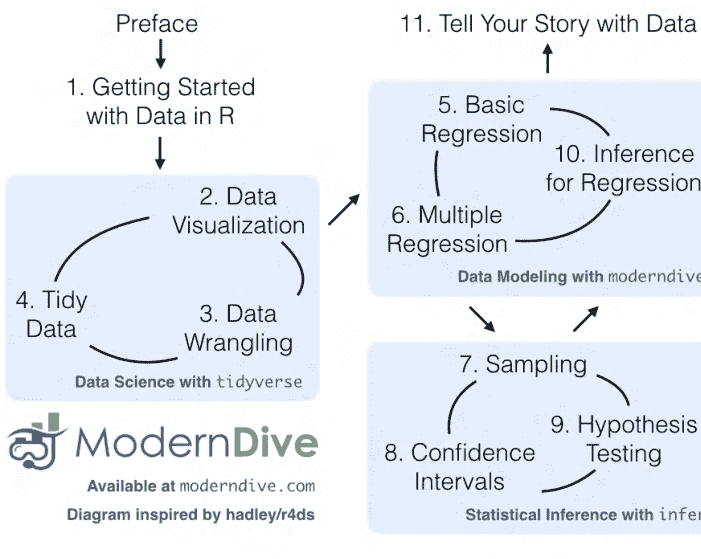 Preface
1. Getting Started
with Data in R
2. Data
Visualization
3. Data
Wrangling
4. Tidy
Data
Data Science with tidyverse
11. Tell Your Story with Data
5. Basic
Regression
6. Multiple
Regression
10. Inference
for Regression
Data Modeling with moderndive
7. Sampling
8. Confidence
Intervals
9. Hypothesis
Testing
Statistical Inference with infer
ModernDive
Available at moderndive.com
Diagram inspired by hadley/r4ds